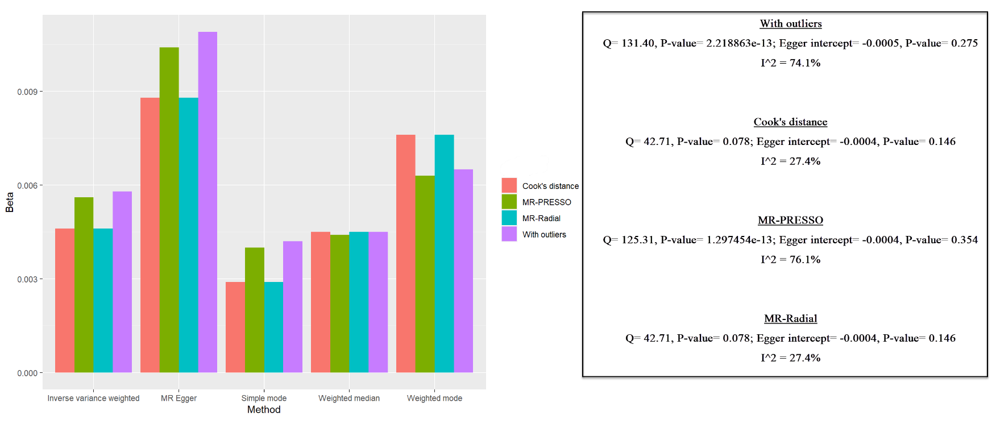 Beta
0.009
0.006
0.003
0.000
Inverse variance weighted
MR Egger
Simple mode
Weighted median
Weighted mode
Method
Cook's distance
MR-PRESSO
MR-Radial
With outliers
With outliers
Q= 131.40, P-value= 2.218863e-13; Egger intercept= -0.0005, P-value= 0.275
I^2 = 74.1%
Cook's distance
Q= 42.71, P-value= 0.078; Egger intercept= -0.0004, P-value= 0.146
I^2 = 27.4%
MR-PRESSO
Q= 125.31, P-value= 1.297454e-13; Egger intercept= -0.0004, P-value= 0.354
I^2 = 76.1%
MR-Radial
Q= 42.71, P-value= 0.078; Egger intercept= -0.0004, P-value= 0.146
I^2 = 27.4%